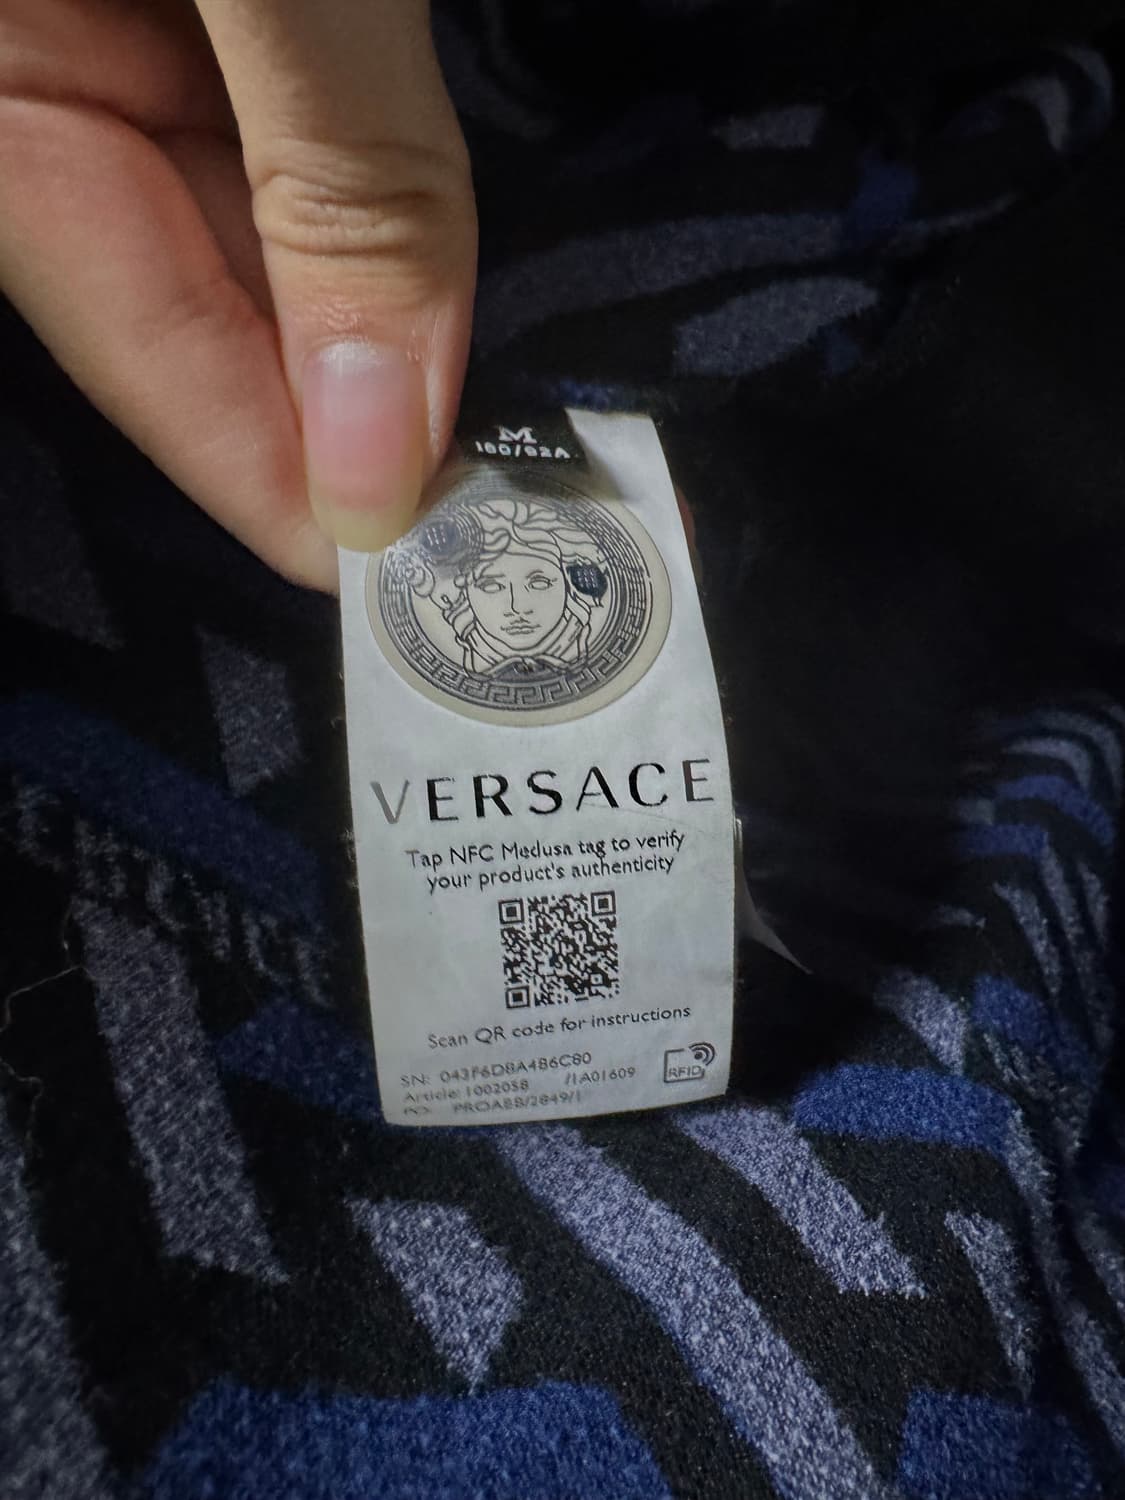 M
VERSACE
Tap NFC Medusa tag to verify
your product's authenticity
Scan QR code for instructions
SN: 043F6D8A486C80
Article: 1002058 /1A01609
PO:
RFID